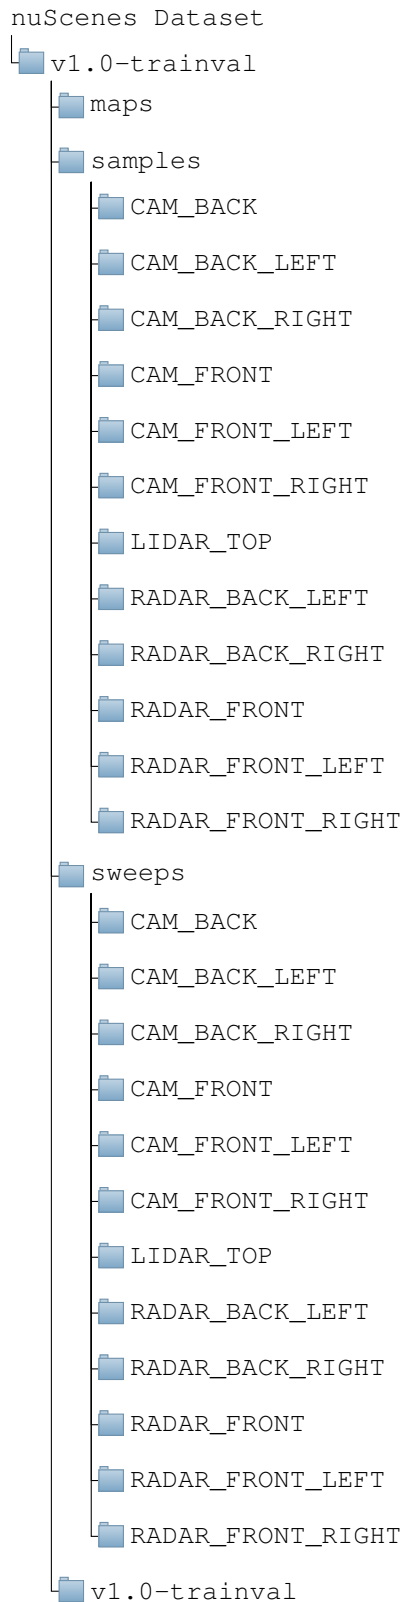 nuScenes Dataset
v1.0-trainval
maps
samples
CAM_BACK
CAM_BACK_LEFT
CAM_BACK_RIGHT
CAM_FRONT
CAM_FRONT_LEFT
CAM_FRONT_RIGHT
LIDAR_TOP
RADAR_BACK_LEFT
RADAR_BACK_RIGHT
RADAR_FRONT
RADAR_FRONT_LEFT
RADAR_FRONT_RIGHT
sweeps
CAM_BACK
CAM_BACK_LEFT
CAM_BACK_RIGHT
CAM_FRONT
CAM_FRONT_LEFT
CAM_FRONT_RIGHT
LIDAR_TOP
RADAR_BACK_LEFT
RADAR_BACK_RIGHT
RADAR_FRONT
RADAR_FRONT_LEFT
RADAR_FRONT_RIGHT
v1.0-trainval